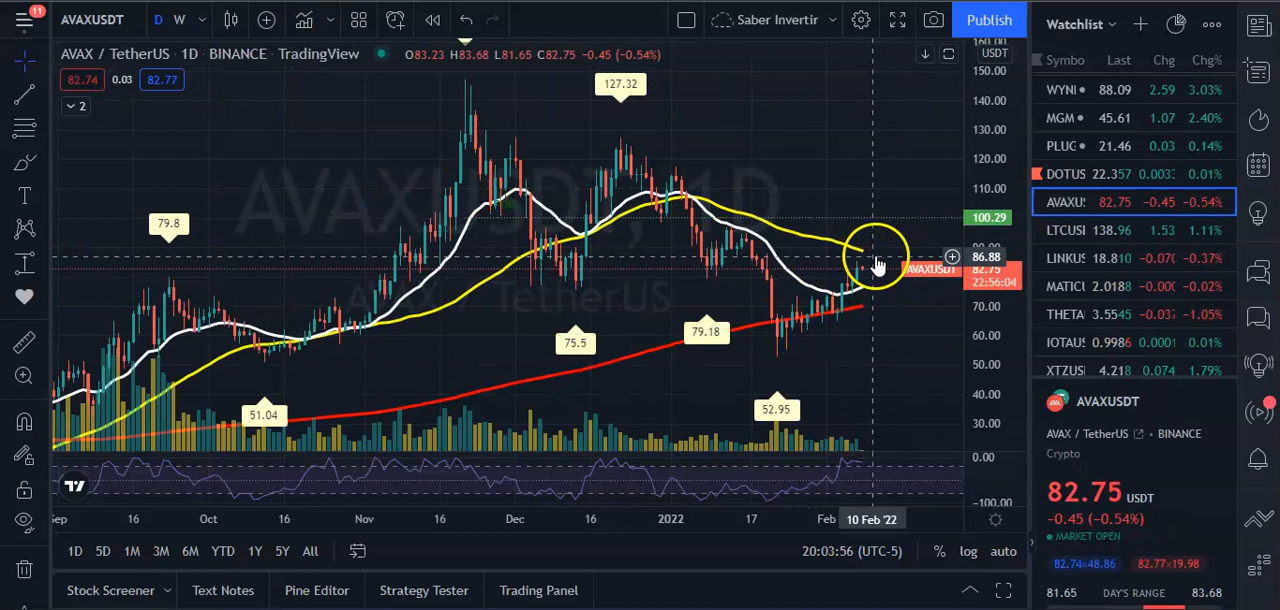 11
AVAXUSDT D W Saber Invertir Publish
AVAX / TetherUS · 1D · BINANCE · TradingView O83.23 H83.68 L81.65 C82.75 -0.45 (-0.54%)
82.74 0.03 82.77
2
USDT
160.00
150.00
140.00
130.00
120.00
110.00
100.29
90.00
86.88
AVAXUSDT 82.75
22:56:04
70.00
60.00
50.00
40.00
30.00
0.00
-100.00
AVAXUSDT, 1D
AVAX / TetherUS
79.8
127.32
51.04
75.5
79.18
52.95
Sep 16 Oct 16 Nov 16 Dec 16 2022 17 Feb 10 Feb '22
1D 5D 1M 3M 6M YTD 1Y 5Y All 20:03:56 (UTC-5) % log auto
Stock Screener Text Notes Pine Editor Strategy Tester Trading Panel
Watchlist
Symbo Last Chg Chg%
WYNI 88.09 2.59 3.03%
MGM 45.61 1.07 2.40%
PLUG 21.46 0.03 0.14%
DOTUS 22.357 0.003 0.01%
AVAXUS 82.75 -0.45 -0.54%
LTCUSI 138.96 1.53 1.11%
LINKUS 18.810 -0.070 -0.37%
MATICU 2.0188 -0.000 -0.02%
THETA 3.5545 -0.037 -1.05%
IOTAUS 0.9986 0.0001 0.01%
XTZUSI 4.218 0.074 1.79%
AVAXUSDT
AVAX / TetherUS · BINANCE
Crypto
82.75 USDT
-0.45 (-0.54%)
MARKET OPEN
82.74×48.86 82.77×19.98
81.65 DAY'S RANGE 83.68